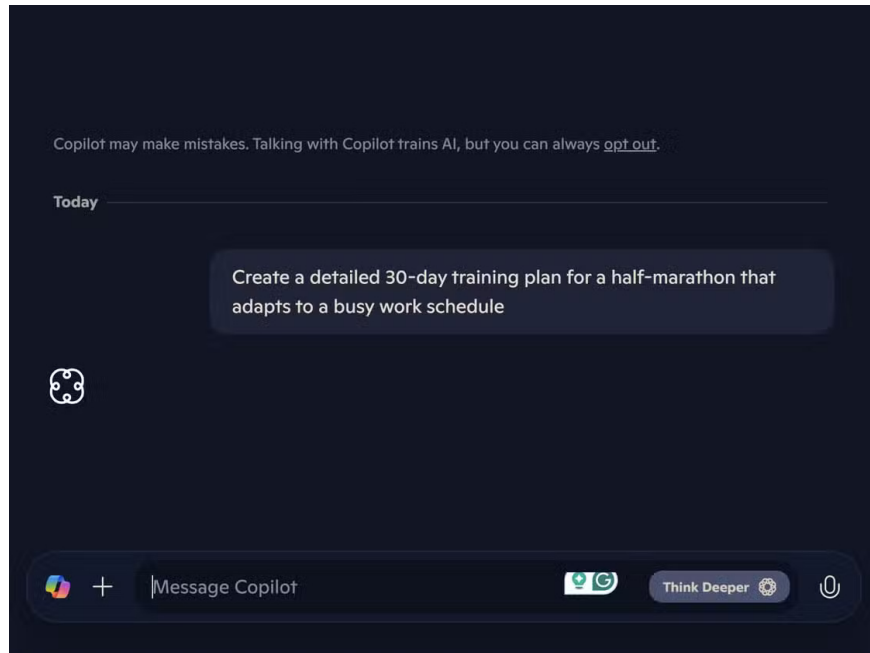 Copilot may make mistakes. Talking with Copilot trains AI, but you can always opt out.
Today
Create a detailed 30-day training plan for a half-marathon that
adapts to a busy work schedule
Message Copilot
Think Deeper